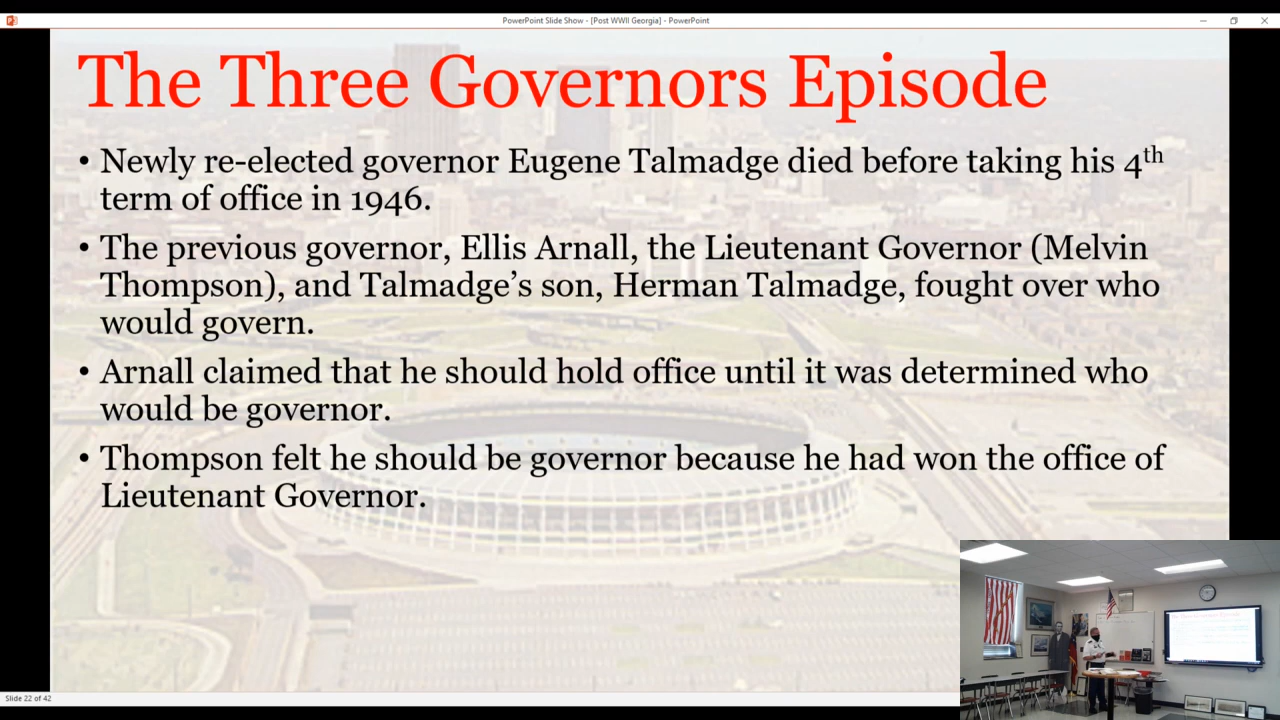 PowerPoint Slide Show - [Post WWII Georgia] - PowerPoint
The Three Governors Episode
• Newly re-elected governor Eugene Talmadge died before taking his 4th
term of office in 1946.
• The previous governor, Ellis Arnall, the Lieutenant Governor (Melvin
Thompson), and Talmadge’s son, Herman Talmadge, fought over who
would govern.
• Arnall claimed that he should hold office until it was determined who
would be governor.
• Thompson felt he should be governor because he had won the office of
Lieutenant Governor.
Slide 22 of 42